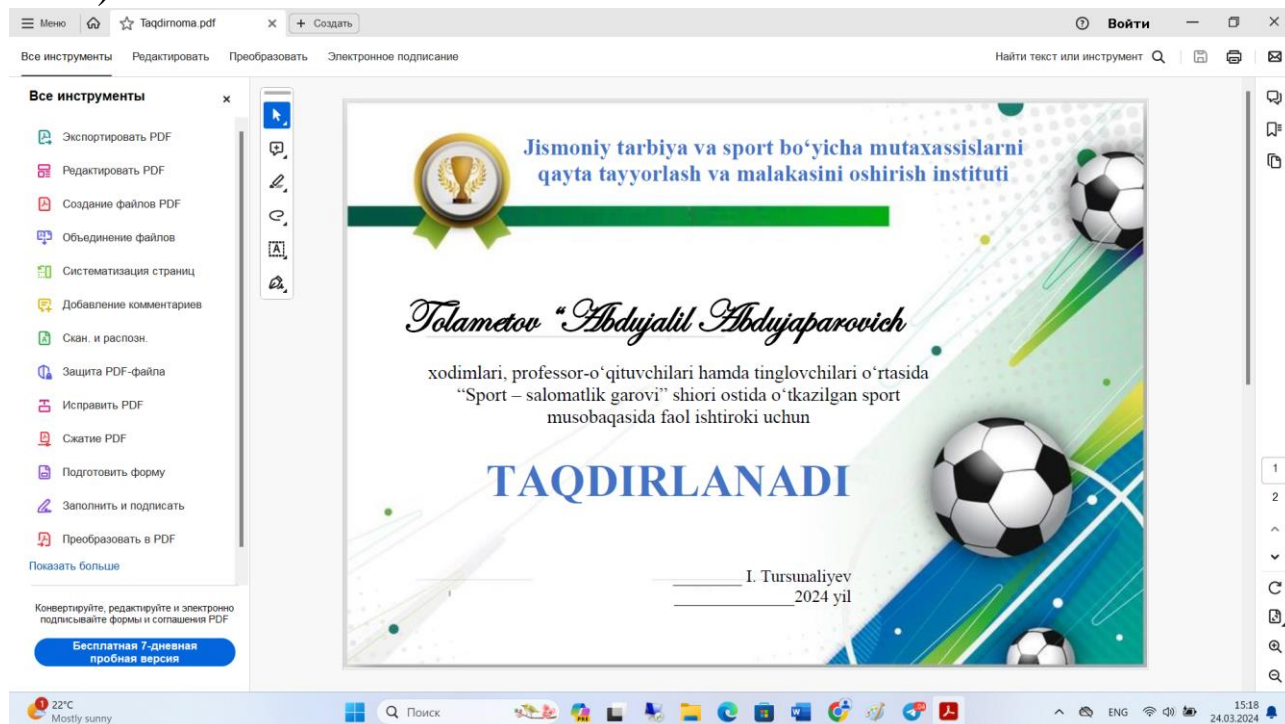 )
Меню
Taqdirnoma.pdf
Создать
Войти
Все инструменты Редактировать Преобразовать Электронное подписание
Найти текст или инструмент
Все инструменты
Экспортировать PDF
Редактировать PDF
Создание файлов PDF
Объединение файлов
Систематизация страниц
Добавление комментариев
Скан. и распозн.
Защита PDF-файла
Исправить PDF
Сжатие PDF
Подготовить форму
Заполнить и подписать
Преобразовать в PDF
Показать больше
Конвертируйте, редактируйте и электронно
подписывайте формы и соглашения PDF
Бесплатная 7-дневная
пробная версия
Jismoniy tarbiya va sport bo‘yicha mutaxassislarni
qayta tayyorlash va malakasini oshirish instituti
Tolametov “Abdujalil Abdujaparovich
xodimlari, professor-o‘qituvchilari hamda tinglovchilari o‘rtasida
“Sport – salomatlik garovi” shiori ostida o‘tkazilgan sport
musobaqasida faol ishtiroki uchun
TAQDIRLANADI
_________ I. Tursunaliyev
_______________2024 yil
1
2
22°C
Mostly sunny
Поиск
PRE
ENG
15:18
24.03.2024